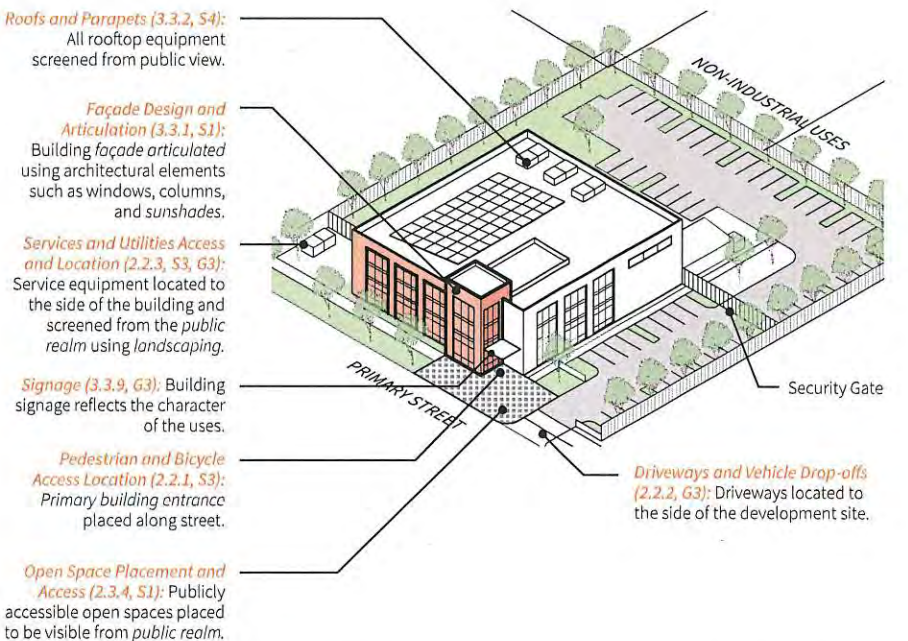 Roofs and Parapets (3.3.2, S4):
All rooftop equipment
screened from public view.
Façade Design and
Articulation (3.3.1, S1):
Building façade articulated
using architectural elements
such as windows, columns,
and sunshades.
Services and Utilities Access
and Location (2.2.3, S3, G3):
Service equipment located to
the side of the building and
screened from the public
realm using landscaping.
Signage (3.3.9, G3): Building
signage reflects the character
of the uses.
Pedestrian and Bicycle
Access Location (2.2.1, S3):
Primary building entrance
placed along street.
Open Space Placement and
Access (2.3.4, S1): Publicly
accessible open spaces placed
to be visible from public realm.
NON-INDUSTRIAL USES
PRIMARY STREET
Security Gate
Driveways and Vehicle Drop-offs
(2.2.2, G3): Driveways located to
the side of the development site.